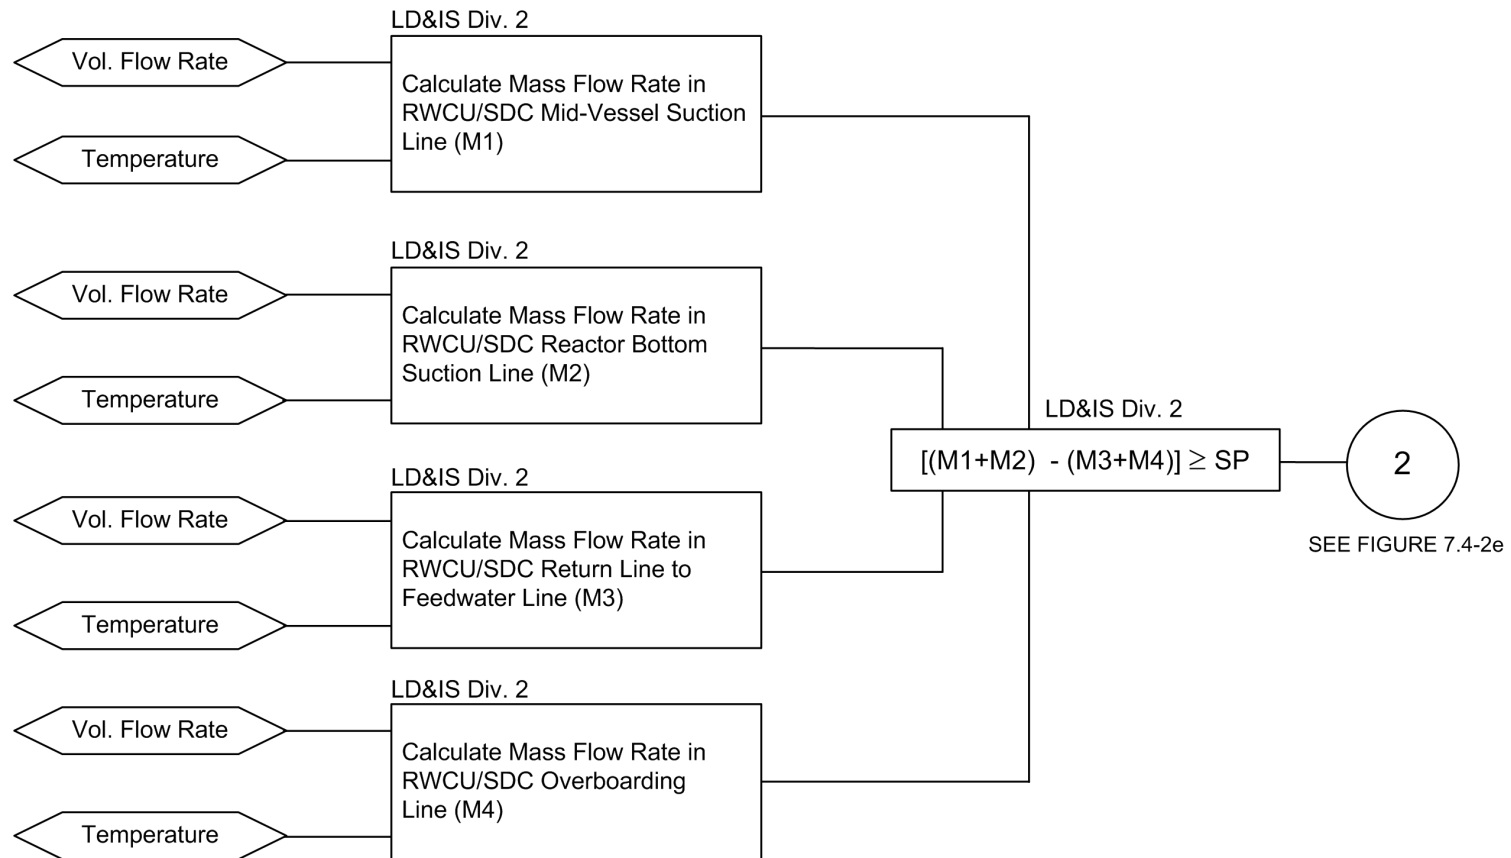 LD&IS Div. 2
Vol. Flow Rate
Temperature
Calculate Mass Flow Rate in
RWCU/SDC Mid-Vessel Suction
Line (M1)
LD&IS Div. 2
Vol. Flow Rate
Temperature
Calculate Mass Flow Rate in
RWCU/SDC Reactor Bottom
Suction Line (M2)
LD&IS Div. 2
[(M1+M2)  - (M3+M4)] ≥ SP
2
SEE FIGURE 7.4-2e
LD&IS Div. 2
Vol. Flow Rate
Temperature
Calculate Mass Flow Rate in
RWCU/SDC Return Line to
Feedwater Line (M3)
LD&IS Div. 2
Vol. Flow Rate
Temperature
Calculate Mass Flow Rate in
RWCU/SDC Overboarding
Line (M4)